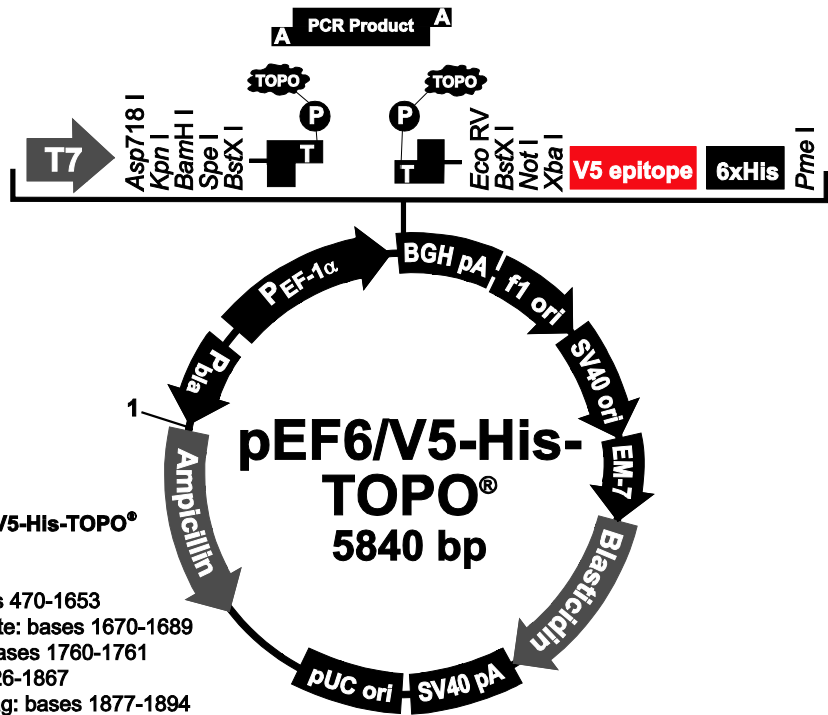 A PCR Product A
TOPO TOPO
P P
T7 Asp718 I Kpn I BamH I Spe I BstX I T T Eco RV BstX I Not I Xba I V5 epitope 6xHis Pme I
PEF-1α BGH pA f1 ori
Pbla SV40 ori
1
EM-7
Ampicillin
pEF6/V5-His-
TOPO®
5840 bp
Blasticidin
pUC ori SV40 pA
V5-His-TOPO®
s 470-1653
te: bases 1670-1689
ases 1760-1761
26-1867
ag: bases 1877-1894